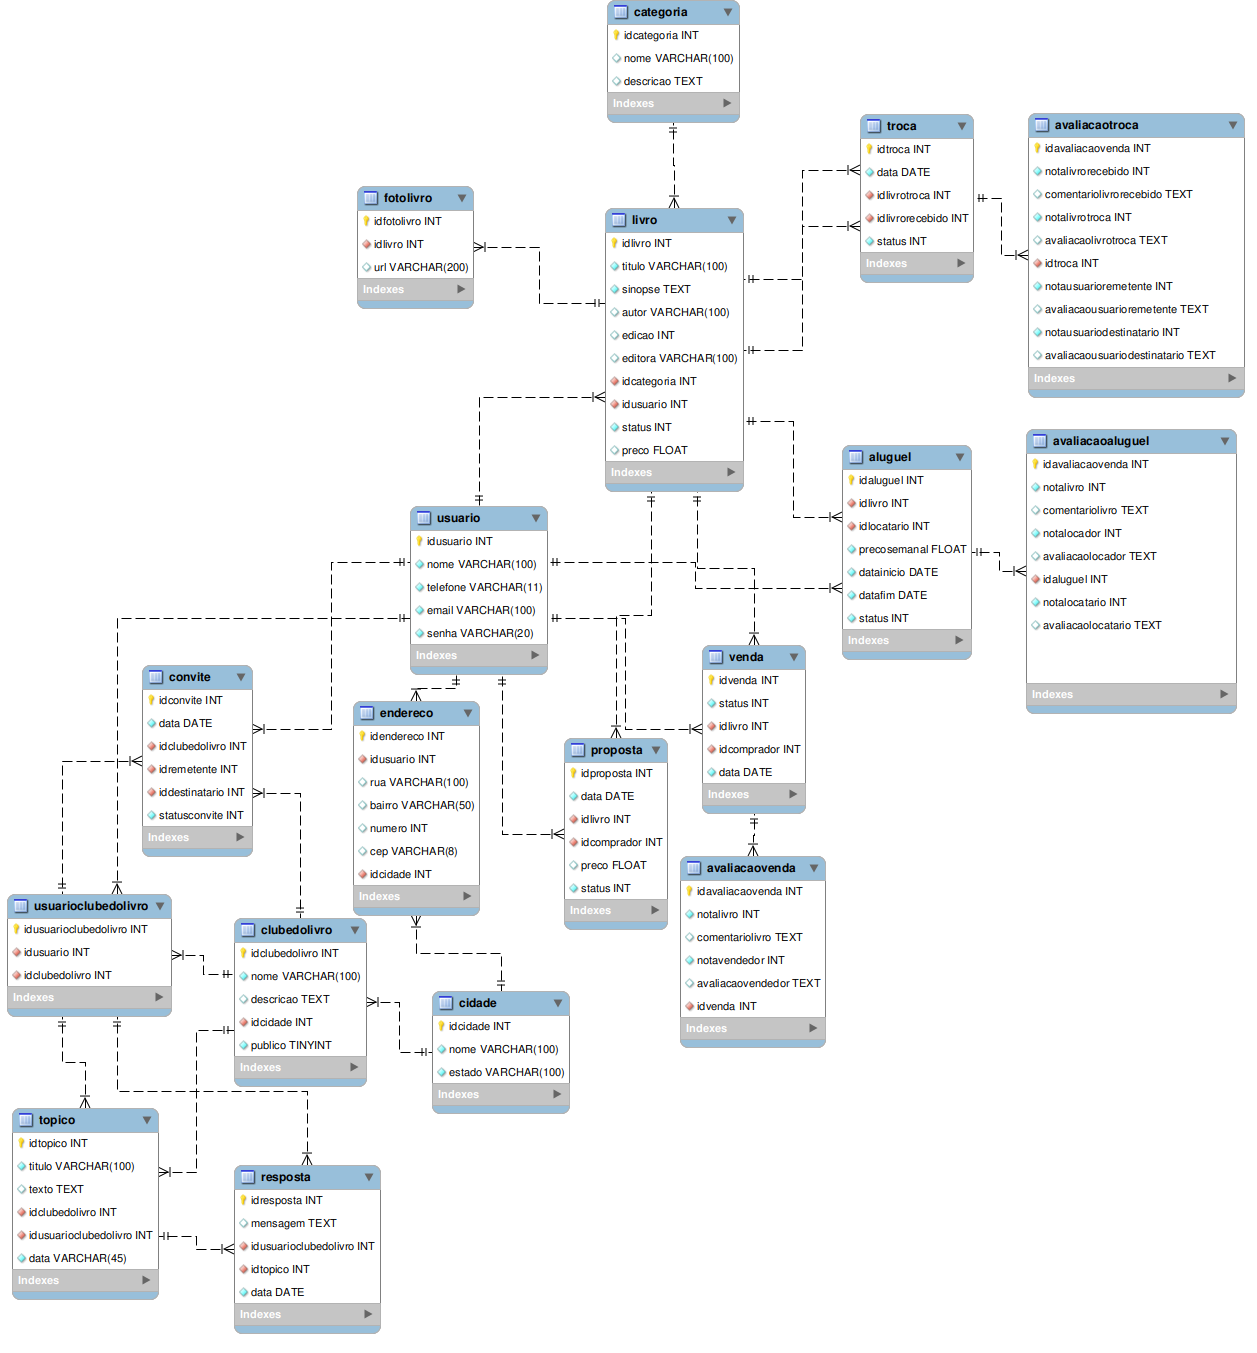 categoria
idcategoria INT
nome VARCHAR(100)
descricao TEXT
Indexes
troca
idtroca INT
data DATE
idlivrotroca INT
idlivrorecebido INT
status INT
Indexes
avaliacaotroca
idavaliacaovenda INT
notalivrorecebido INT
comentariolivrorecebido TEXT
notalivrotroca INT
avaliacaolivrotroca TEXT
idtroca INT
notausuarioremetente INT
avaliacaousuarioremetente TEXT
notausuariodestinatario INT
avaliacaousuariodestinatario TEXT
Indexes
fotolivro
idfotolivro INT
idlivro INT
url VARCHAR(200)
Indexes
livro
idlivro INT
titulo VARCHAR(100)
sinopse TEXT
autor VARCHAR(100)
edicao INT
editora VARCHAR(100)
idcategoria INT
idusuario INT
status INT
preco FLOAT
Indexes
aluguel
idaluguel INT
idlivro INT
idlocatario INT
precosemanal FLOAT
datainicio DATE
datafim DATE
status INT
Indexes
avaliacaoaluguel
idavaliacaovenda INT
notalivro INT
comentariolivro TEXT
notalocador INT
avaliacaolocador TEXT
idaluguel INT
notalocatario INT
avaliacaolocatario TEXT
Indexes
usuario
idusuario INT
nome VARCHAR(100)
telefone VARCHAR(11)
email VARCHAR(100)
senha VARCHAR(20)
Indexes
convite
idconvite INT
data DATE
idclubedolivro INT
idremetente INT
iddestinatario INT
statusconvite INT
Indexes
endereco
idendereco INT
idusuario INT
rua VARCHAR(100)
bairro VARCHAR(50)
numero INT
cep VARCHAR(8)
idcidade INT
Indexes
proposta
idproposta INT
data DATE
idlivro INT
idcomprador INT
preco FLOAT
status INT
Indexes
venda
idvenda INT
status INT
idlivro INT
idcomprador INT
data DATE
Indexes
avaliacaovenda
idavaliacaovenda INT
notalivro INT
comentariolivro TEXT
notavendedor INT
avaliacaovendedor TEXT
idvenda INT
Indexes
usuarioclubedolivro
idusuarioclubedolivro INT
idusuario INT
idclubedolivro INT
Indexes
clubedolivro
idclubedolivro INT
nome VARCHAR(100)
descricao TEXT
idcidade INT
publico TINYINT
Indexes
cidade
idcidade INT
nome VARCHAR(100)
estado VARCHAR(100)
Indexes
topico
idtopico INT
titulo VARCHAR(100)
texto TEXT
idclubedolivro INT
idusuarioclubedolivro INT
data VARCHAR(45)
Indexes
resposta
idresposta INT
mensagem TEXT
idusuarioclubedolivro INT
idtopico INT
data DATE
Indexes